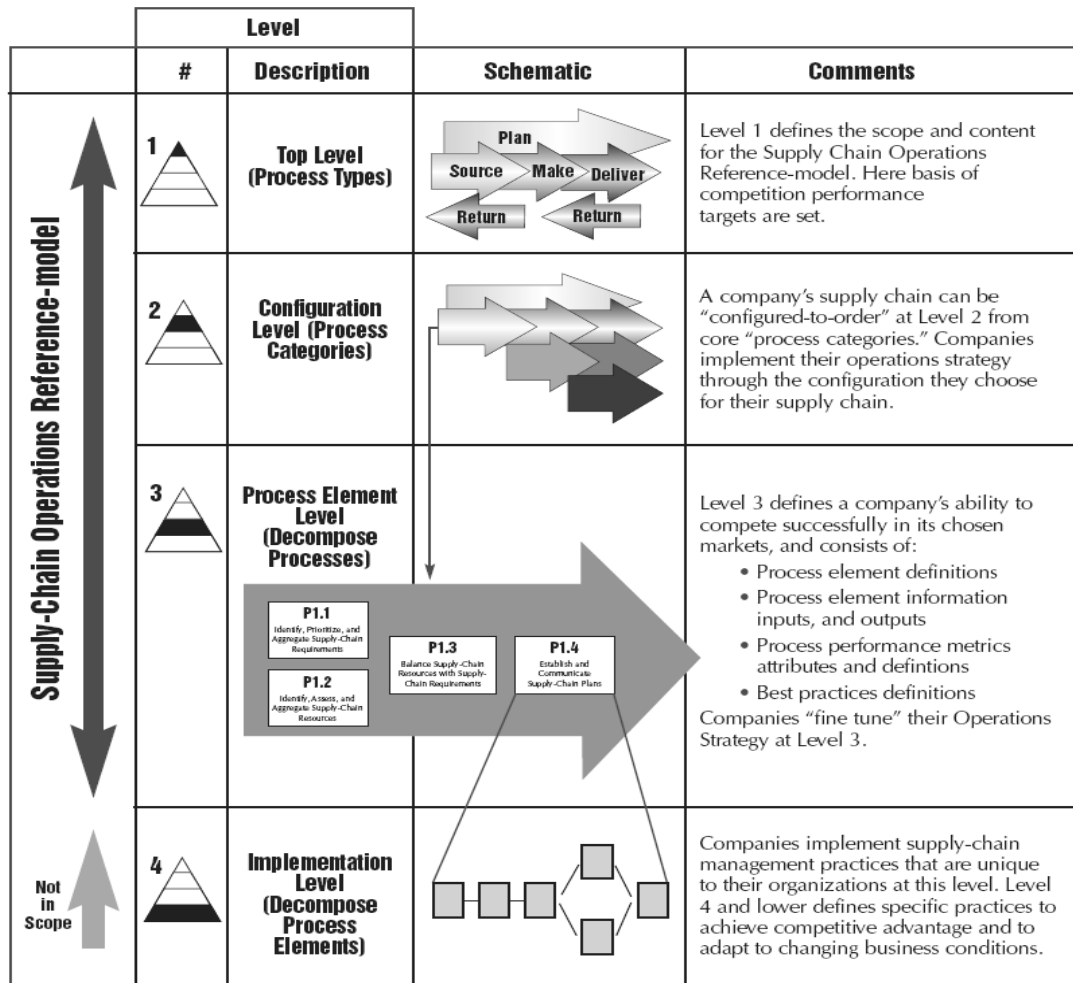 Level
#
Description
Schematic
Comments
Supply-Chain Operations Reference-model
1
Top Level
(Process Types)
Plan
Source
Make
Deliver
Return
Return
Level 1 defines the scope and content
for the Supply Chain Operations
Reference-model. Here basis of
competition performance
targets are set.
2
Configuration
Level (Process
Categories)
A company’s supply chain can be
“configured-to-order” at Level 2 from
core “process categories.” Companies
implement their operations strategy
through the configuration they choose
for their supply chain.
3
Process Element
Level
(Decompose
Processes)
P1.1
Identify, Prioritize, and
Aggregate Supply-Chain
Requirements
P1.2
Identify, Assess, and
Aggregate Supply-Chain
Resources
P1.3
Balance Supply-Chain
Resources with Supply-
Chain Requirements
P1.4
Establish and
Communicate
Supply-Chain Plans
Level 3 defines a company’s ability to
compete successfully in its chosen
markets, and consists of:
• Process element definitions
• Process element information
inputs, and outputs
• Process performance metrics
attributes and defintions
• Best practices definitions
Companies “fine tune” their Operations
Strategy at Level 3.
Not
in
Scope
4
Implementation
Level
(Decompose
Process
Elements)
Companies implement supply-chain
management practices that are unique
to their organizations at this level. Level
4 and lower defines specific practices to
achieve competitive advantage and to
adapt to changing business conditions.